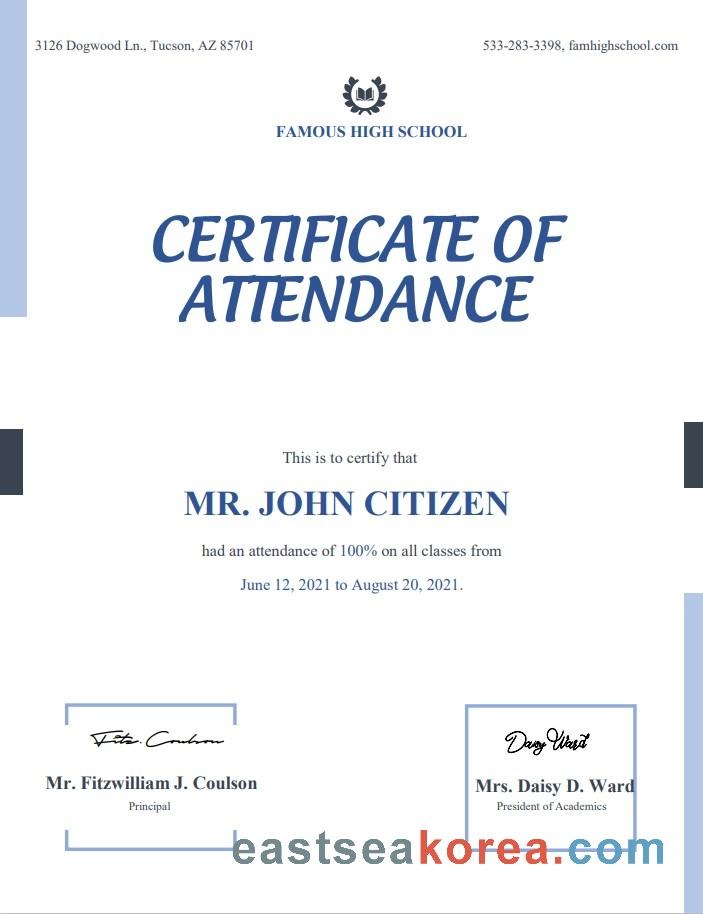 3126 Dogwood Ln., Tucson, AZ 85701
533-283-3398, famhighschool.com
FAMOUS HIGH SCHOOL
CERTIFICATE OF
ATTENDANCE
This is to certify that
MR. JOHN CITIZEN
had an attendance of 100% on all classes from
June 12, 2021 to August 20, 2021.
Fitz. Coulson
Daisy Ward
Mr. Fitzwilliam J. Coulson
Mrs. Daisy D. Ward
Principal
President of Academics
eastseakorea.com